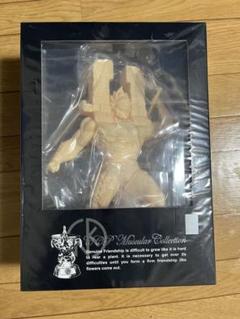 Muscular Collection
Genuine Friendship is difficult to grow like it is hard
to rear a plant. It is necessary to get over its
difficulties until you form a firm friendship like
flowers come out.